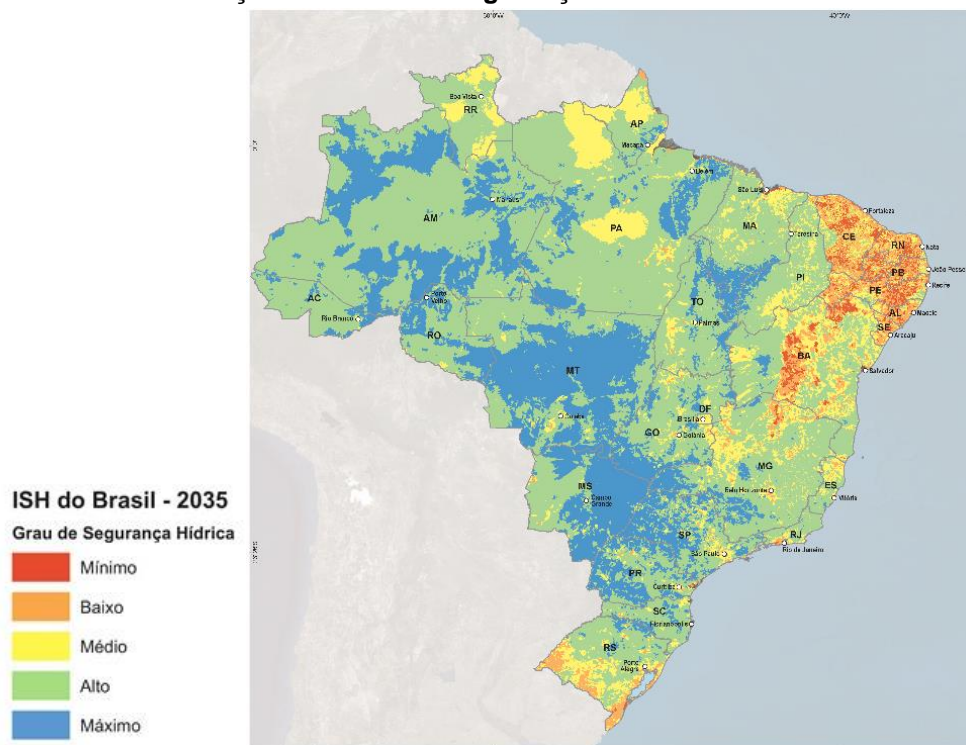 ISH do Brasil - 2035
Grau de Segurança Hídrica
Mínimo
Baixo
Médio
Alto
Máximo
Boa Vista
RR
AP
Macapá
Belém
São Luís
Fortaleza
Manaus
AM
PA
MA
Teresina
CE
RN
Natal
PB
João Pessoa
PI
PE
Recife
AC
Porto Velho
TO
AL
Maceió
Rio Branco
Palmas
SE
Aracaju
RO
BA
MT
Salvador
Cuiabá
DF
Brasília
GO
Goiânia
MG
MS
Campo Grande
Belo Horizonte
ES
Vitória
SP
RJ
São Paulo
Rio de Janeiro
PR
Curitiba
SC
Florianópolis
RS
Porto Alegre